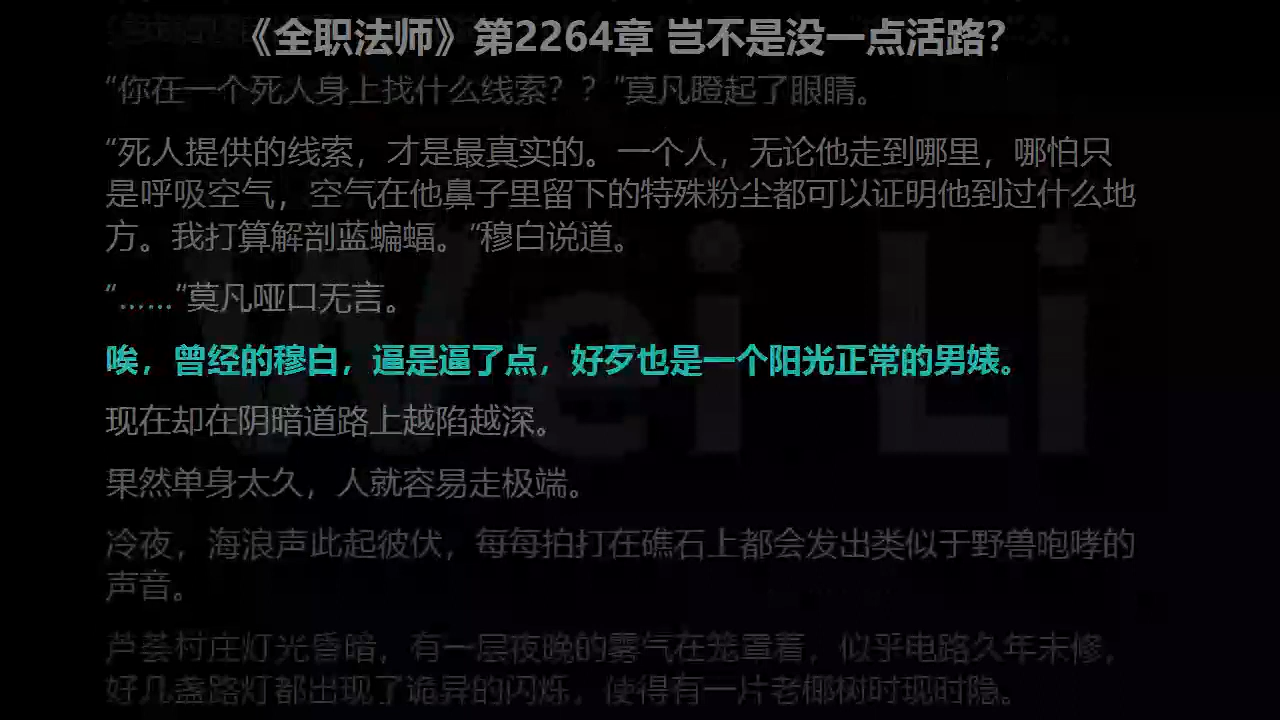 《全职法师》第2264章 岂不是没一点活路?
“你在一个死人身上找什么线索？？“莫凡瞪起了眼睛。
“死人提供的线索，才是最真实的。一个人，无论他走到哪里，哪怕只
是呼吸空气，空气在他鼻子里留下的特殊粉尘都可以证明他到过什么地
方。我打算解剖蓝蝙蝠。“穆白说道。
“……“莫凡哑口无言。
唉，曾经的穆白，逼是逼了点，好歹也是一个阳光正常的男婊。
现在却在阴暗道路上越陷越深。
果然单身太久，人就容易走极端。
冷夜，海浪声此起彼伏，每每拍打在礁石上都会发出类似于野兽咆哮的
声音。
芦荟村庄灯光昏暗，有一层夜晚的雾气在笼罩着，似乎电路久年未修，
好几盏路灯都出现了诡异的闪烁，使得有一片老椰树时现时隐。
Wei Li